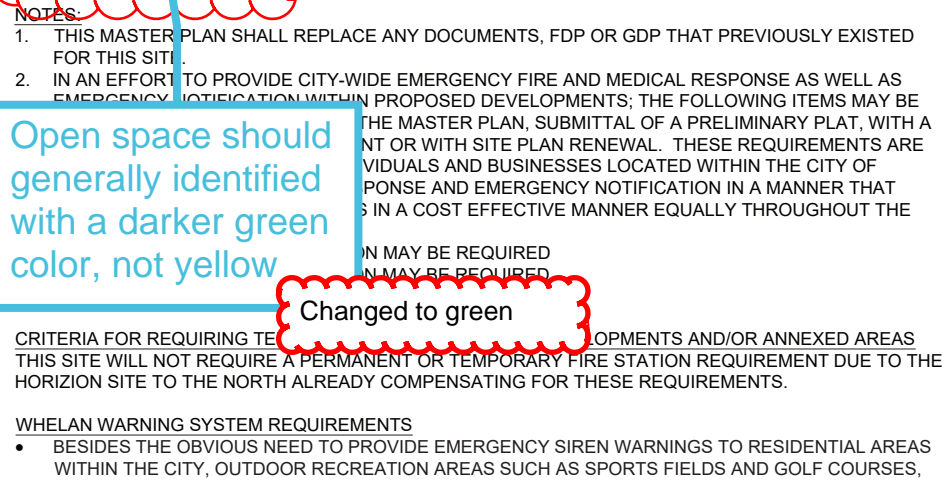 NOTES:
1. THIS MASTER PLAN SHALL REPLACE ANY DOCUMENTS, FDP OR GDP THAT PREVIOUSLY EXISTED
FOR THIS SITE.
2. IN AN EFFORT TO PROVIDE CITY-WIDE EMERGENCY FIRE AND MEDICAL RESPONSE AS WELL AS
EMERGENCY NOTIFICATION WITHIN PROPOSED DEVELOPMENTS; THE FOLLOWING ITEMS MAY BE
THE MASTER PLAN, SUBMITTAL OF A PRELIMINARY PLAT, WITH A
NT OR WITH SITE PLAN RENEWAL. THESE REQUIREMENTS ARE
VIDUALS AND BUSINESSES LOCATED WITHIN THE CITY OF
PONSE AND EMERGENCY NOTIFICATION IN A MANNER THAT
S IN A COST EFFECTIVE MANNER EQUALLY THROUGHOUT THE
ON MAY BE REQUIRED
ON MAY BE REQUIRED
Open space should
generally identified
with a darker green
color, not yellow
Changed to green
CRITERIA FOR REQUIRING TE LOPMENTS AND/OR ANNEXED AREAS
THIS SITE WILL NOT REQUIRE A PERMANENT OR TEMPORARY FIRE STATION REQUIREMENT DUE TO THE
HORIZION SITE TO THE NORTH ALREADY COMPENSATING FOR THESE REQUIREMENTS.
WHELAN WARNING SYSTEM REQUIREMENTS
• BESIDES THE OBVIOUS NEED TO PROVIDE EMERGENCY SIREN WARNINGS TO RESIDENTIAL AREAS
WITHIN THE CITY, OUTDOOR RECREATION AREAS SUCH AS SPORTS FIELDS AND GOLF COURSES,